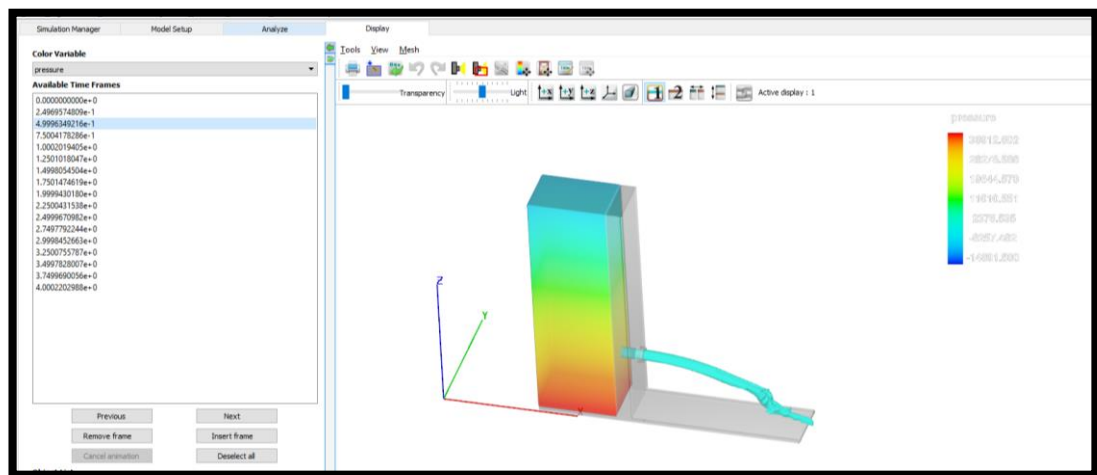 Simulation Manager Model Setup Analyze Display
Color Variable
pressure
Available Time Frames
0.0000000000e+0
2.4969574809e-1
4.9996349216e-1
7.5004178286e-1
1.0002019405e+0
1.2501018047e+0
1.4998054504e+0
1.7501474619e+0
1.9999430180e+0
2.2500431538e+0
2.4999670982e+0
2.7497792244e+0
2.9998452663e+0
3.2500755787e+0
3.4997828007e+0
3.7499690056e+0
4.0002202988e+0
Previous Next
Remove frame Insert frame
Cancel animation Deselect all
Tools View Mesh
Transparency Light Active display : 1
pressure
Z
Y
X